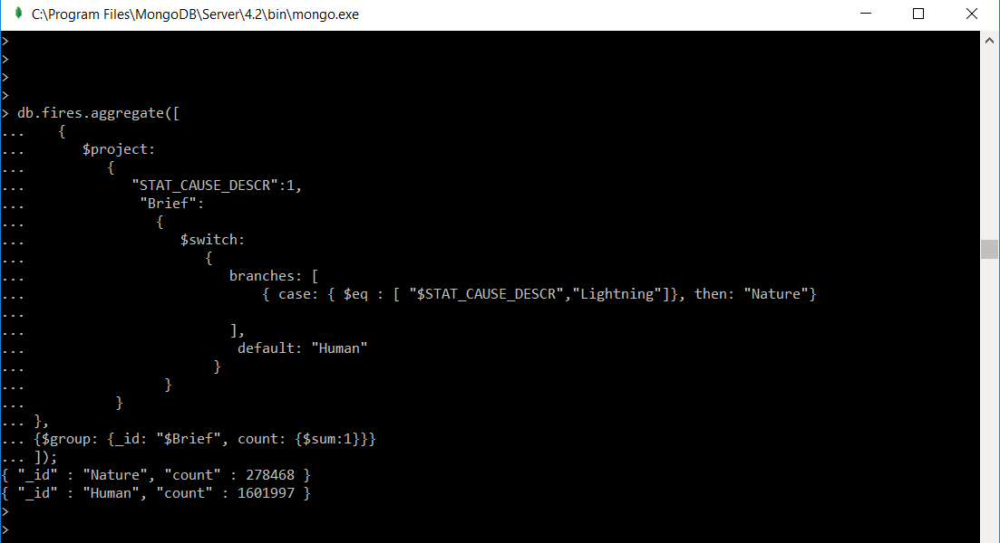 C:\Program Files\MongoDB\Server\4.2\bin\mongo.exe
>
>
>
>
> db.fires.aggregate([
...    {
...       $project:
...          {
...             "STAT_CAUSE_DESCR":1,
...              "Brief":
...                {
...                   $switch:
...                      {
...                         branches: [
...                             { case: { $eq : [ "$STAT_CAUSE_DESCR","Lightning"]}, then: "Nature"}
...
...                         ],
...                          default: "Human"
...                       }
...                 }
...           }
... },
... {$group: {_id: "$Brief", count: {$sum:1}}}
... ]);
{ "_id" : "Nature", "count" : 278468 }
{ "_id" : "Human", "count" : 1601997 }
>
>